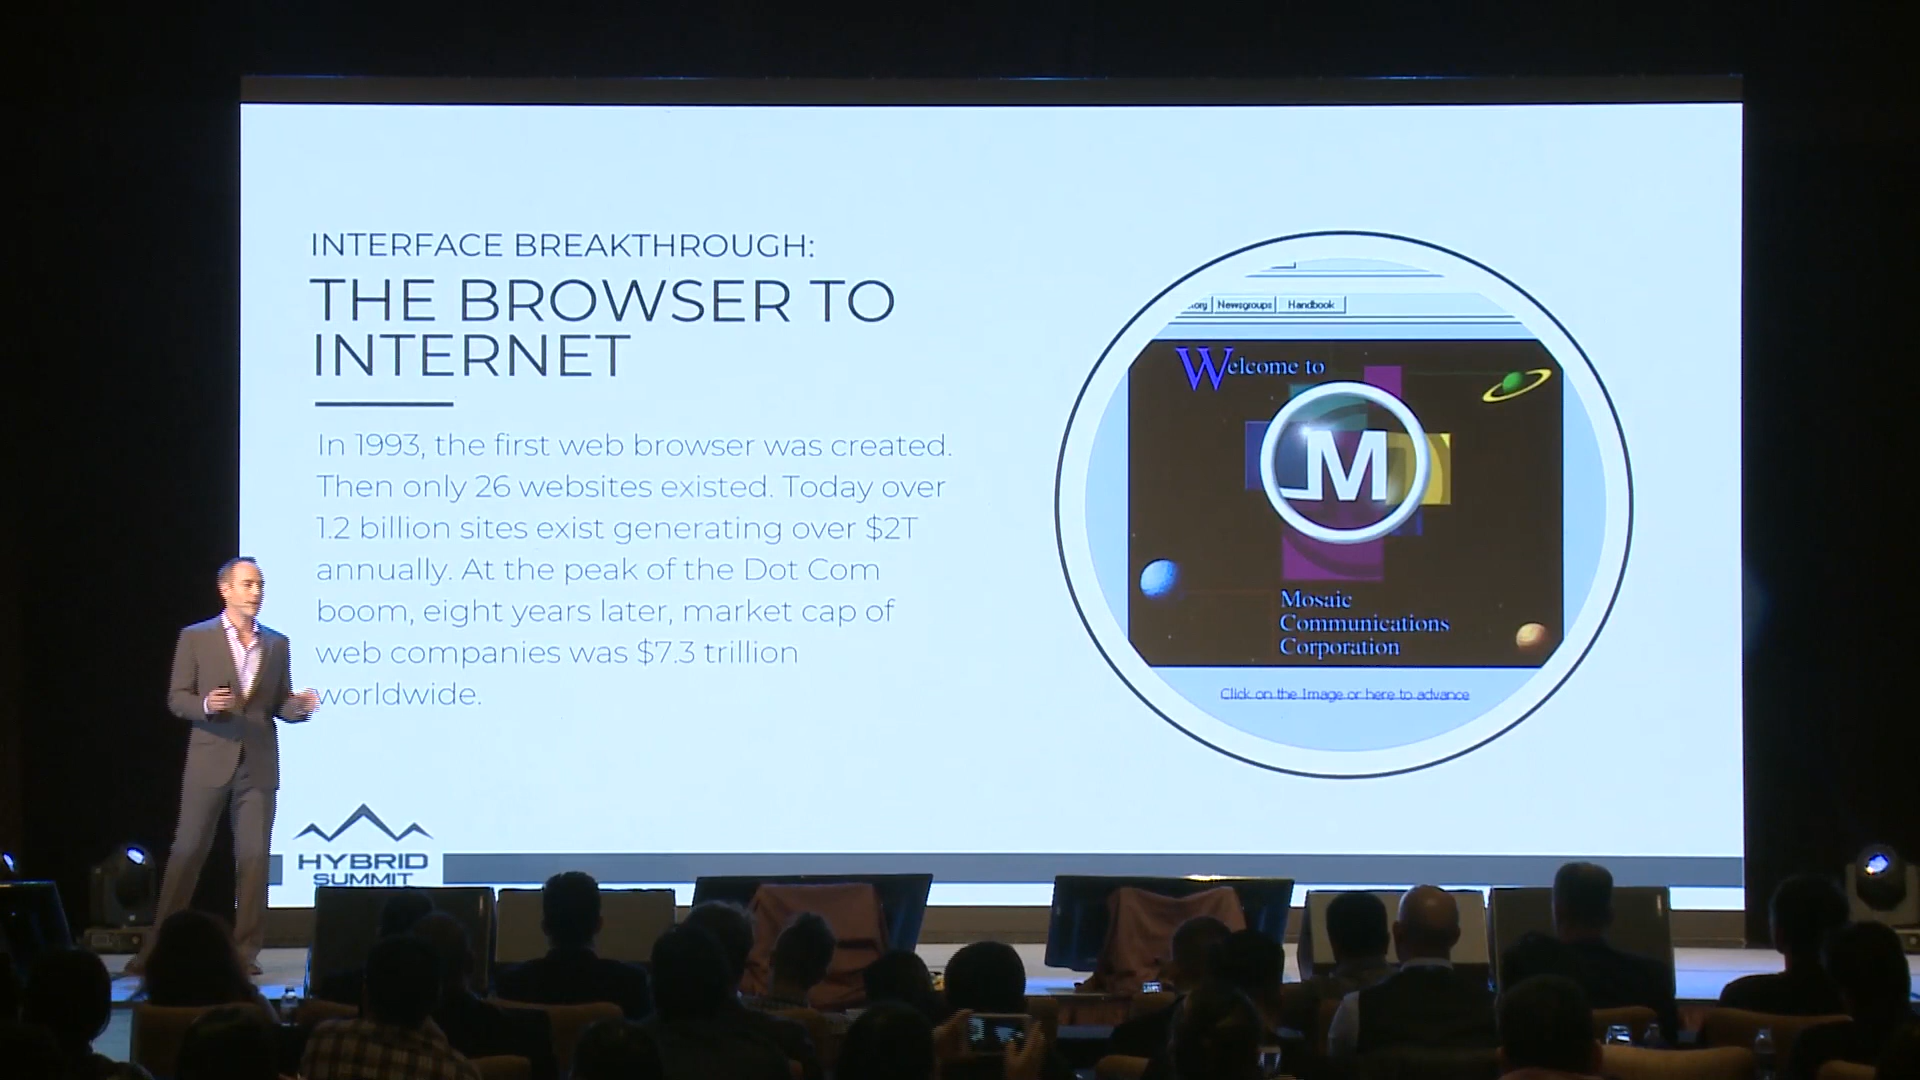 INTERFACE BREAKTHROUGH:
THE BROWSER TO
INTERNET
In 1993, the first web browser was created.
Then only 26 websites existed. Today over
1.2 billion sites exist generating over $2T
annually. At the peak of the Dot Com
boom, eight years later, market cap of
web companies was $7.3 trillion
worldwide.
Newsgroups Handbook
Welcome to
M
Mosaic
Communications
Corporation
Click on the Image or here to advance
HYBRID
SUMMIT